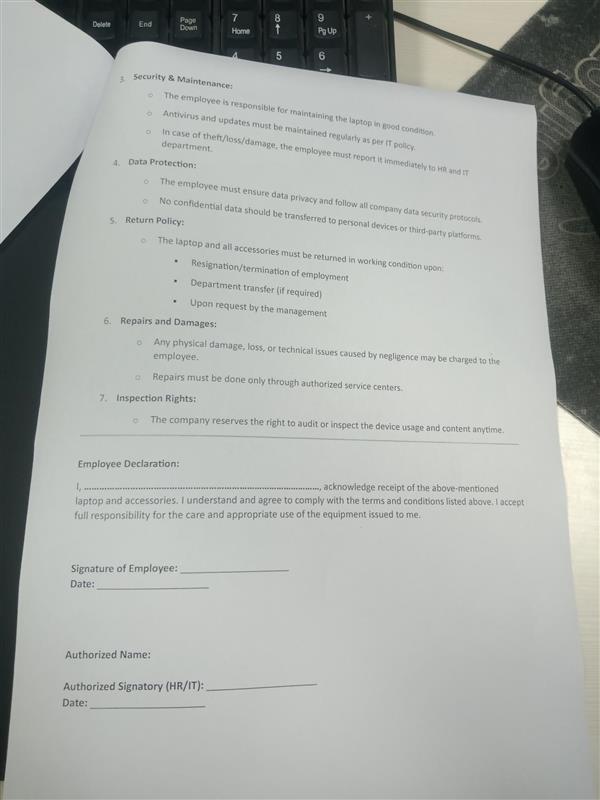 Delete End Page Down 7 Home 8 ↑ 9 Pg Up +
4 5 6 →
3. Security & Maintenance:
○ The employee is responsible for maintaining the laptop in good condition.
○ Antivirus and updates must be maintained regularly as per IT policy.
○ In case of theft/loss/damage, the employee must report it immediately to HR and IT
department.
4. Data Protection:
○ The employee must ensure data privacy and follow all company data security protocols.
○ No confidential data should be transferred to personal devices or third-party platforms.
5. Return Policy:
○ The laptop and all accessories must be returned in working condition upon:
▪ Resignation/termination of employment
▪ Department transfer (if required)
▪ Upon request by the management
6. Repairs and Damages:
○ Any physical damage, loss, or technical issues caused by negligence may be charged to the
employee.
○ Repairs must be done only through authorized service centers.
7. Inspection Rights:
○ The company reserves the right to audit or inspect the device usage and content anytime.
Employee Declaration:
I, ................................................................................, acknowledge receipt of the above-mentioned
laptop and accessories. I understand and agree to comply with the terms and conditions listed above. I accept
full responsibility for the care and appropriate use of the equipment issued to me.
Signature of Employee: ____________________
Date: ____________________
Authorized Name:
Authorized Signatory (HR/IT): ____________________
Date: ____________________